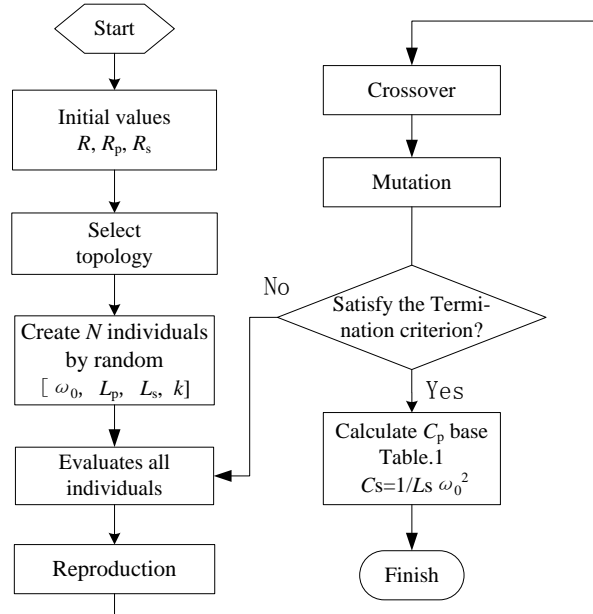 Start
Initial values
R, Rp, Rs
Select
topology
Create N individuals
by random
[ ω0, Lp, Ls, k]
Evaluates all
individuals
Reproduction
Crossover
Mutation
No
Satisfy the Termi-
nation criterion?
Yes
Calculate Cp base
Table.1
Cs=1/Ls ω0²
Finish